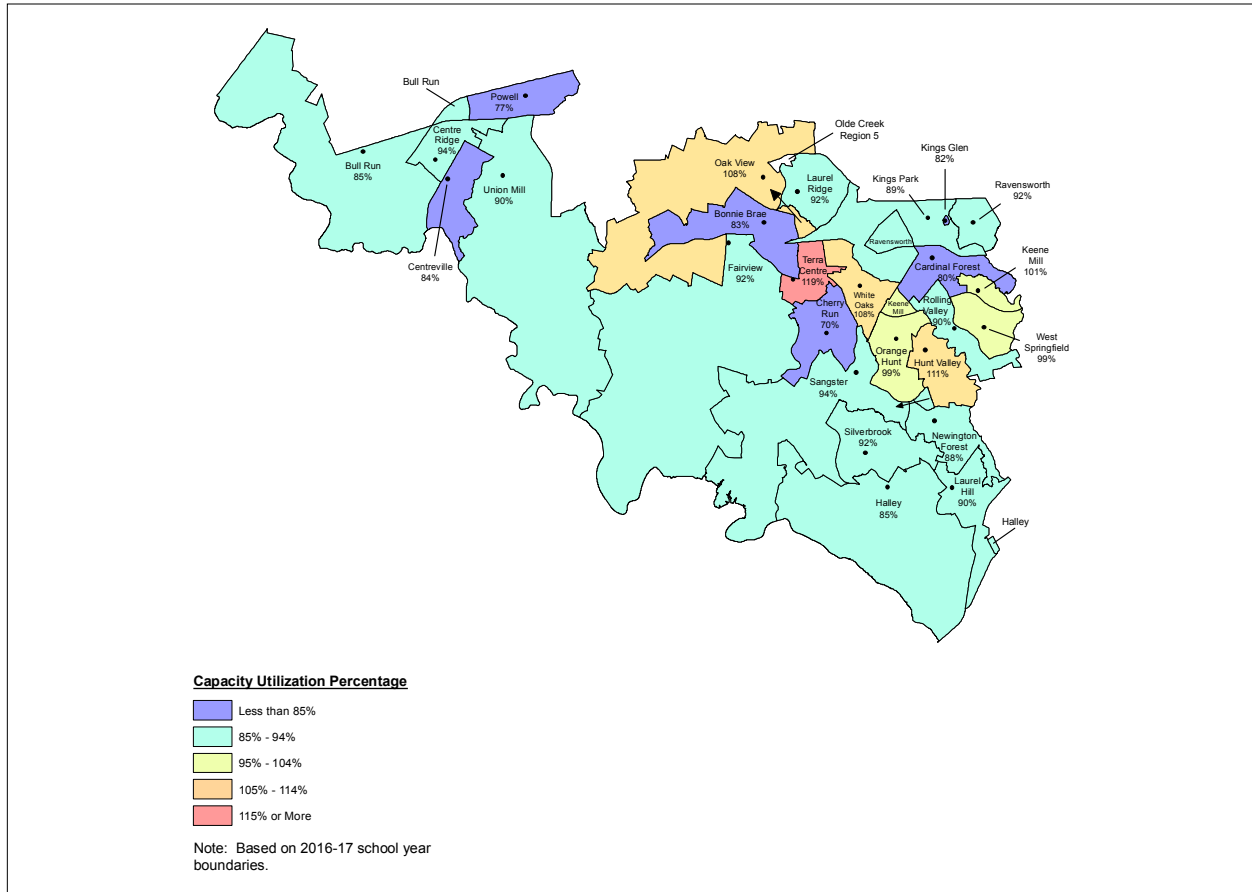 Bull Run
Powell
77%
Centre
Ridge
94%
Bull Run
85%
Union Mill
90%
Centreville
84%
Olde Creek
Region 5
Oak View
108%
Laurel
Ridge
92%
Kings Glen
82%
Kings Park
89%
Ravensworth
92%
Bonnie Brae
83%
Ravensworth
Fairview
92%
Terra
Centre
119%
Cardinal Forest
80%
Keene
Mill
101%
White
Oaks
108%
Keene
Mill
Rolling
Valley
90%
Cherry
Run
70%
West
Springfield
99%
Orange
Hunt
99%
Hunt Valley
111%
Sangster
94%
Silverbrook
92%
Newington
Forest
88%
Laurel
Hill
90%
Halley
85%
Halley
Capacity Utilization Percentage
Less than 85%
85% - 94%
95% - 104%
105% - 114%
115% or More
Note: Based on 2016-17 school year
boundaries.